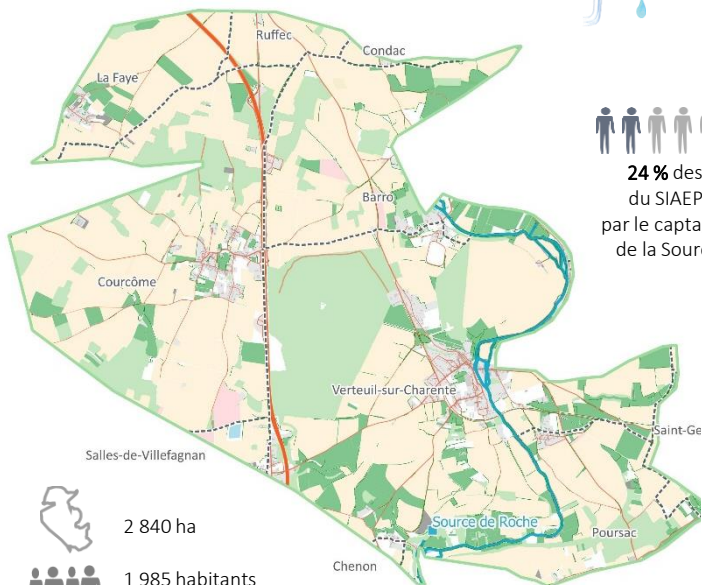 Ruffec
Condac
La Faye
24 % des
du SIAEP
par le capta
de la Sour
Barro
Courcôme
Verteuil-sur-Charente
Saint-Ge
Salles-de-Villefagnan
Source de Roche
Poursac
2 840 ha
Chenon
1 985 habitants